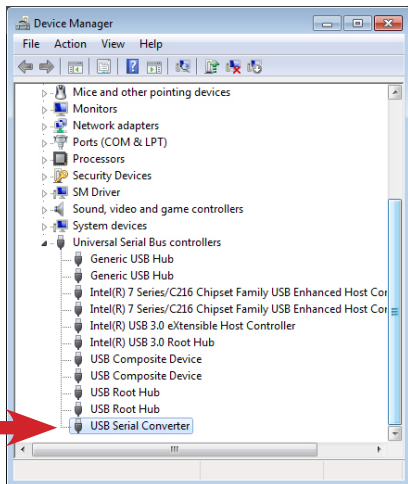 Device Manager
File Action View Help
Mice and other pointing devices
Monitors
Network adapters
Ports (COM & LPT)
Processors
Security Devices
SM Driver
Sound, video and game controllers
System devices
Universal Serial Bus controllers
Generic USB Hub
Generic USB Hub
Intel(R) 7 Series/C216 Chipset Family USB Enhanced Host Cor
Intel(R) 7 Series/C216 Chipset Family USB Enhanced Host Cor
Intel(R) USB 3.0 eXtensible Host Controller
Intel(R) USB 3.0 Root Hub
USB Composite Device
USB Composite Device
USB Root Hub
USB Root Hub
USB Serial Converter